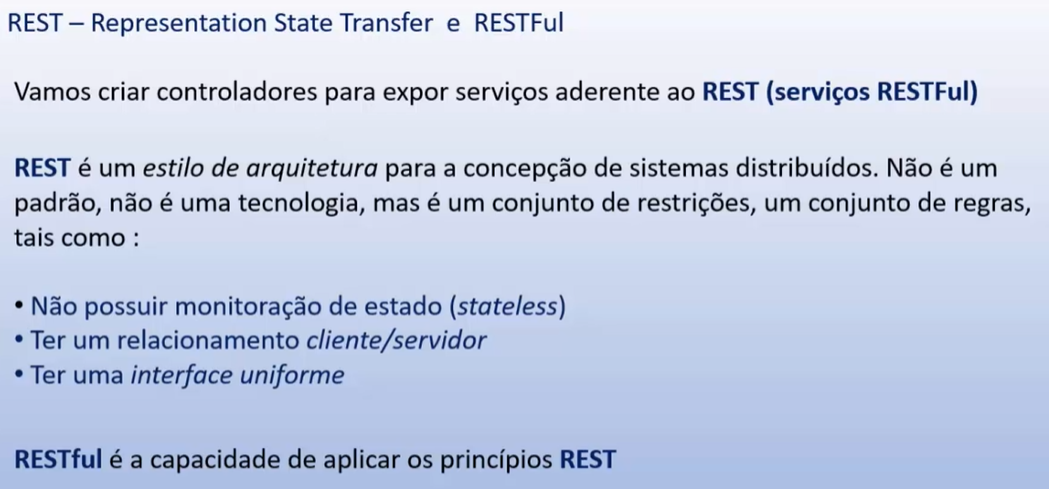 REST – Representation State Transfer e RESTFul
Vamos criar controladores para expor serviços aderente ao REST (serviços RESTFul)
REST é um estilo de arquitetura para a concepção de sistemas distribuídos. Não é um
padrão, não é uma tecnologia, mas é um conjunto de restrições, um conjunto de regras,
tais como :
• Não possuir monitoração de estado (stateless)
• Ter um relacionamento cliente/servidor
• Ter uma interface uniforme
RESTful é a capacidade de aplicar os princípios REST